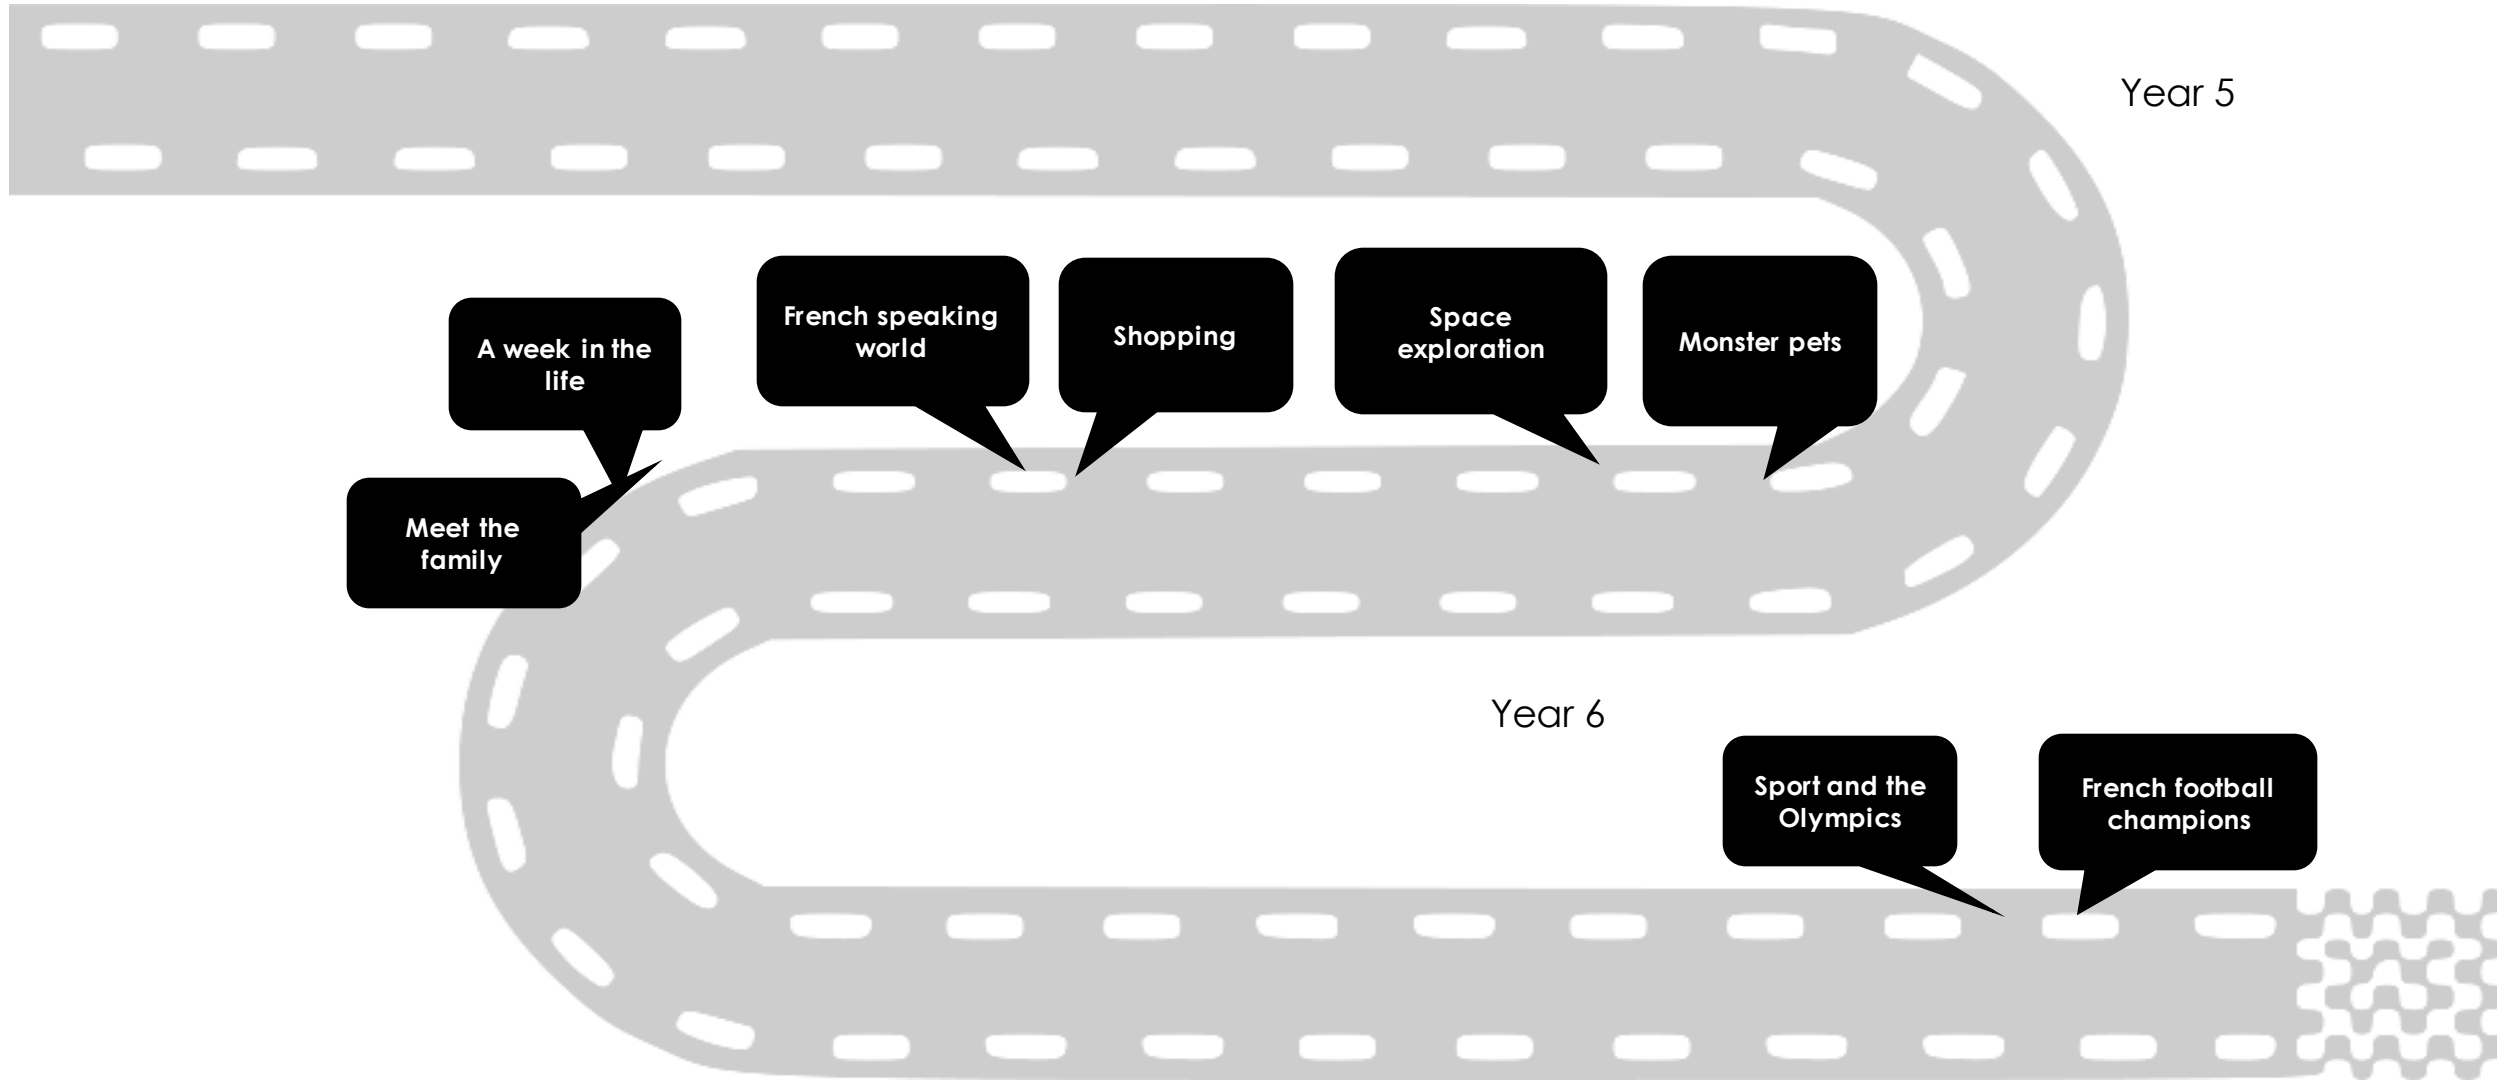 Year 5
A week in the
life
French speaking
world
Shopping
Space
exploration
Monster pets
Meet the
family
Year 6
Sport and the
Olympics
French football
champions